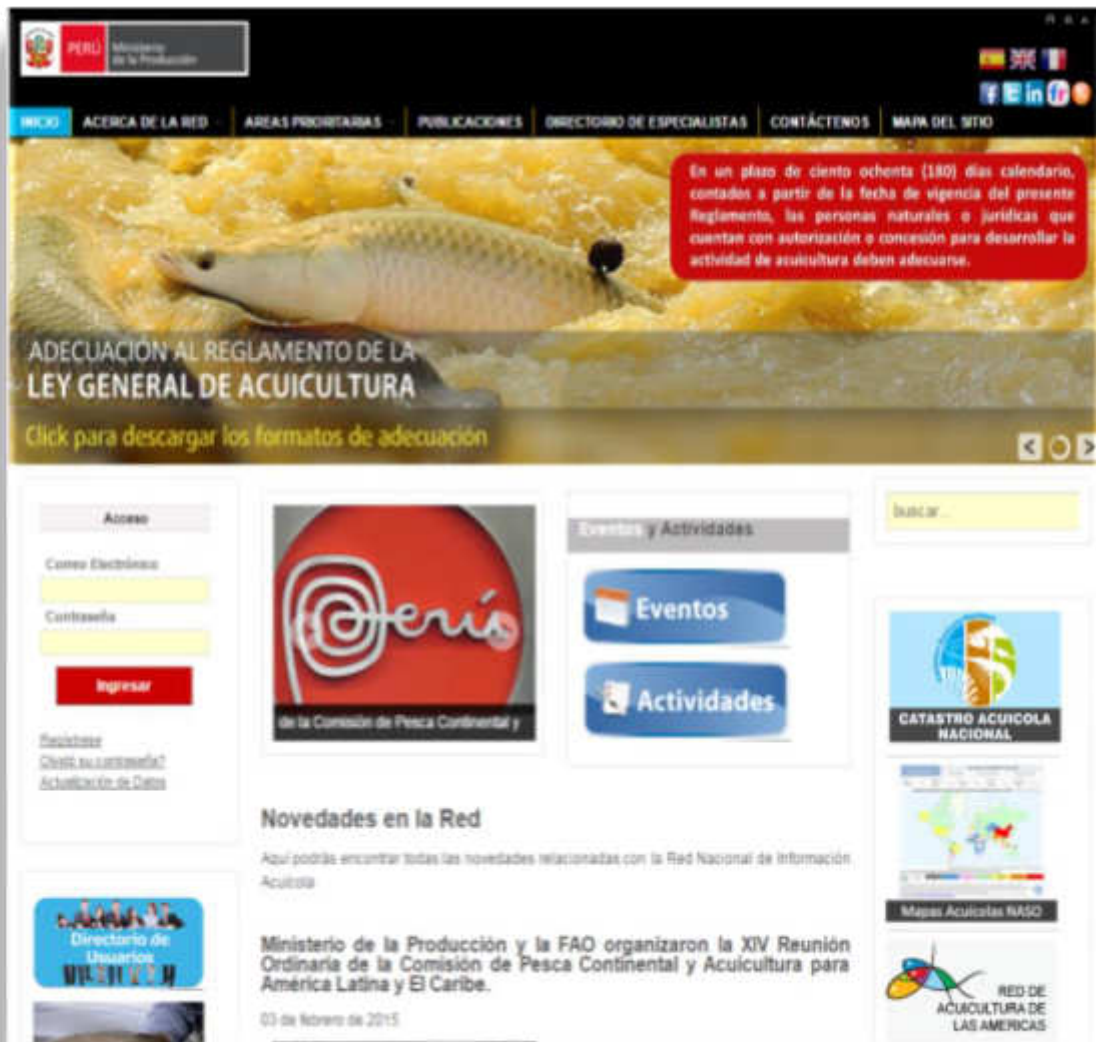 PERÚ
Ministerio
de la Producción
INICIO
ACERCA DE LA RED
AREAS PRIORITARIAS
PUBLICACIONES
DIRECTORIO DE ESPECIALISTAS
CONTÁCTENOS
MAPA DEL SITIO
En un plazo de ciento ochenta (180) días calendario,
contados a partir de la fecha de vigencia del presente
Reglamento, las personas naturales o jurídicas que
cuentan con autorización o concesión para desarrollar la
actividad de acuicultura deben adecuarse.
ADECUACIÓN AL REGLAMENTO DE LA
LEY GENERAL DE ACUICULTURA
Click para descargar los formatos de adecuación
Acceso
Correo Electrónico
Contraseña
Ingresar
Regístrese
Olvidó su contraseña?
Actualización de Datos
Directorio de
Usuarios
Perú
de la Comisión de Pesca Continental y
Eventos y Actividades
Eventos
Actividades
Novedades en la Red
Aquí podrás encontrar todas las novedades relacionadas con la Red Nacional de Información
Acuícola
Ministerio de la Producción y la FAO organizaron la XIV Reunión
Ordinaria de la Comisión de Pesca Continental y Acuicultura para
América Latina y El Caribe.
03 de febrero de 2015
buscar...
CATASTRO ACUICOLA
NACIONAL
Mapas Acuícolas NASO
RED DE
ACUICULTURA DE
LAS AMERICAS